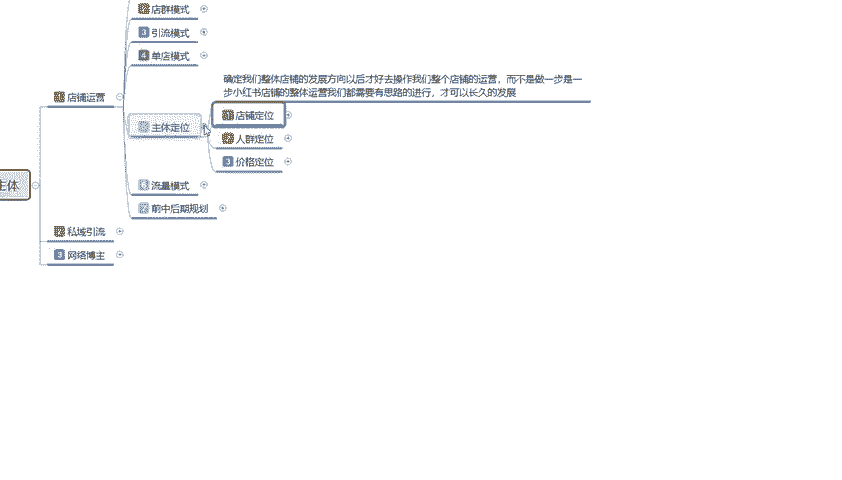 店群模式
3 引流模式
4 单店模式
确定我们整体店铺的发展方向以后才好去操作我们整个店铺的运营，而不是做一步是一
步小红书店铺的整体运营我们都需要有思路的进行，才可以长久的发展
店铺运营
店铺定位
主体定位
人群定位
3 价格定位
主体
流量模式
前中后期规划
私域引流
3 网络博主